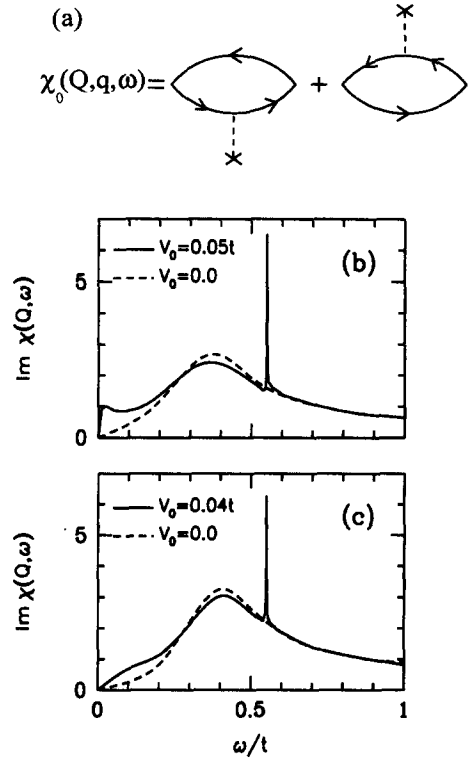 (a)
χ₀(Q,q,ω)= +
5
0
Im χ(Q,ω)
V₀=0.05t
V₀=0.0
(b)
5
0
Im χ(Q,ω)
V₀=0.04t
V₀=0.0
(c)
0 0.5 1
ω/t